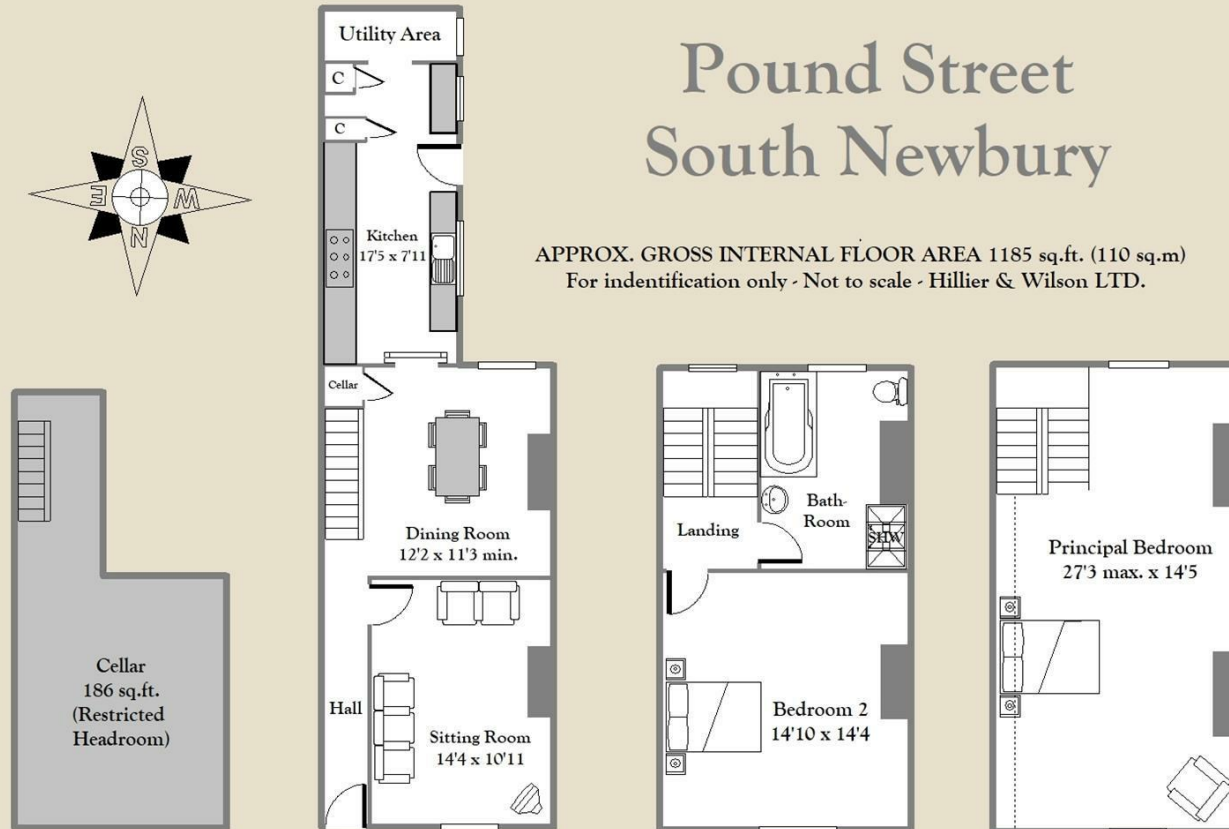 Pound Street
South Newbury
APPROX. GROSS INTERNAL FLOOR AREA 1185 sq.ft. (110 sq.m)
For indentification only - Not to scale - Hillier & Wilson LTD.
S
E
W
N
Utility Area
C
C
Kitchen
17'5 x 7'11
Cellar
Dining Room
12'2 x 11'3 min.
Hall
Sitting Room
14'4 x 10'11
Cellar
186 sq.ft.
(Restricted
Headroom)
Landing
Bath-
Room
SHW
Bedroom 2
14'10 x 14'4
Principal Bedroom
27'3 max. x 14'5